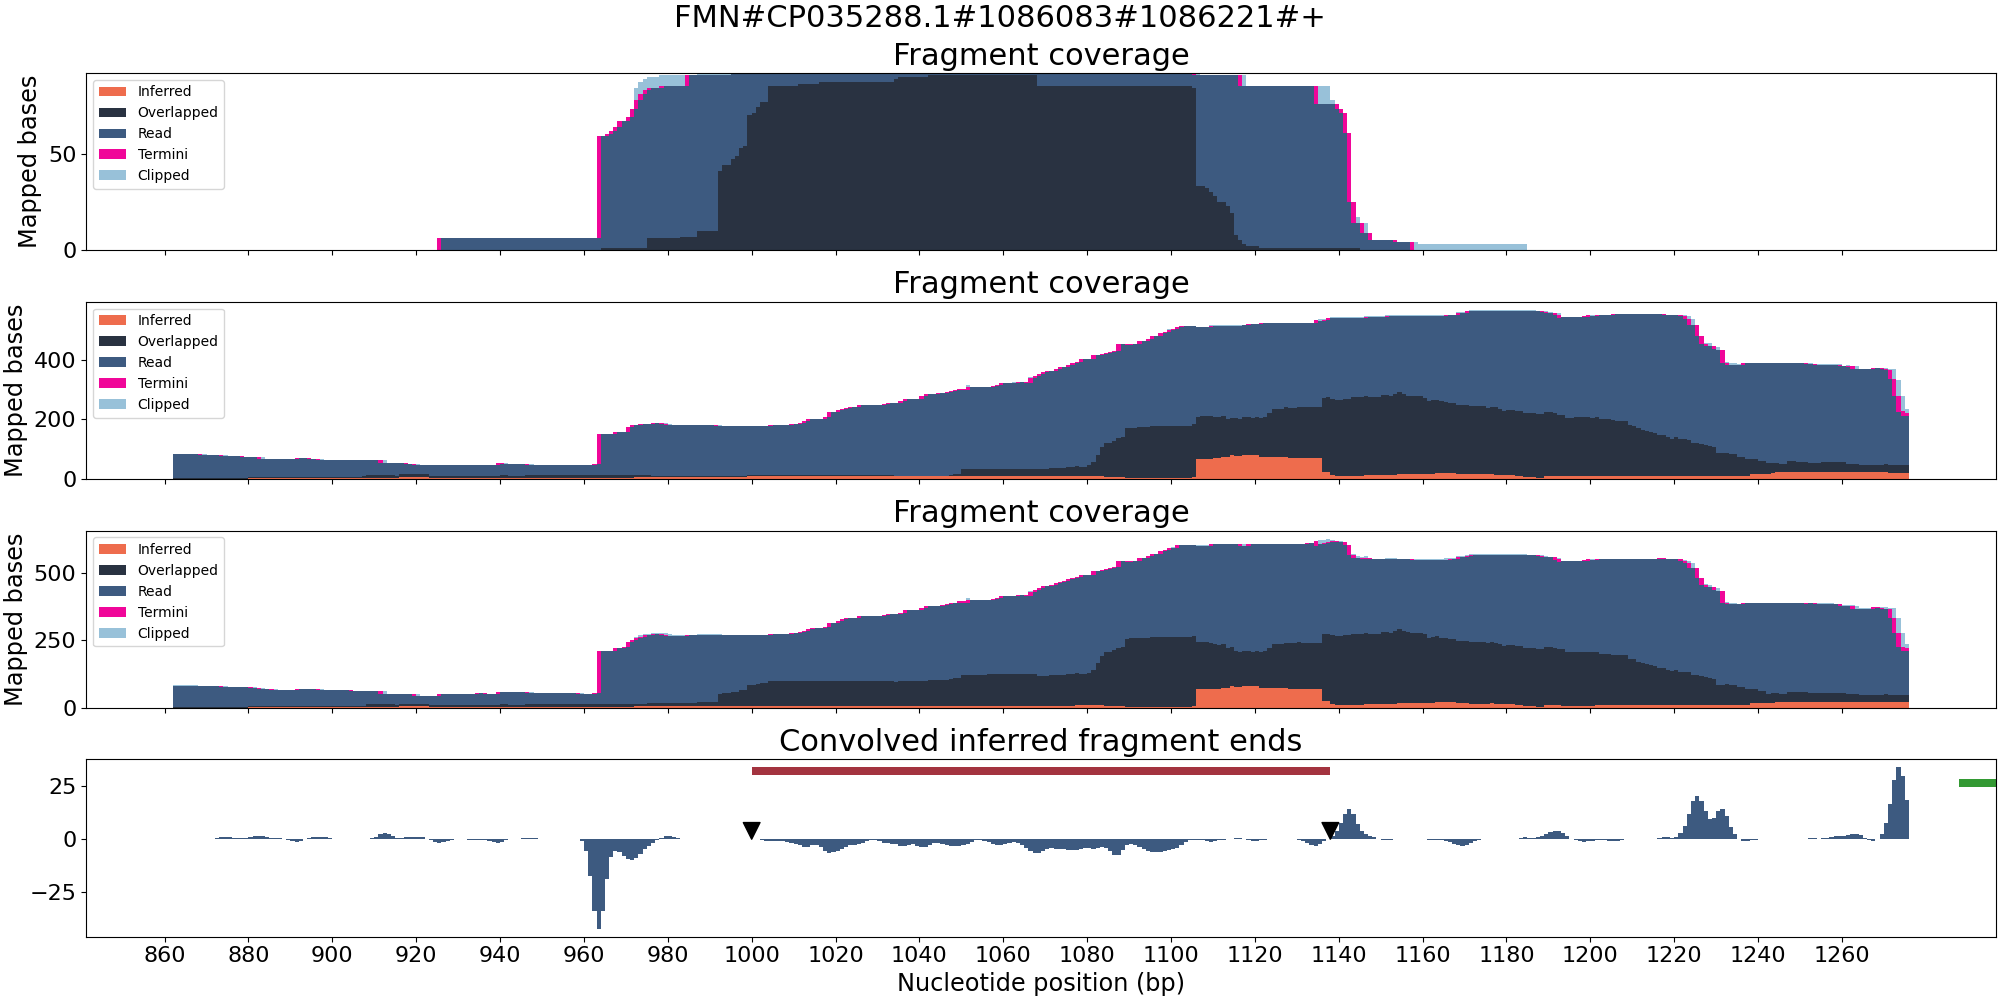 FMN#CP035288.1#1086083#1086221#+
Fragment coverage
Mapped bases
50
0
Inferred
Overlapped
Read
Termini
Clipped
Fragment coverage
Mapped bases
400
200
0
Inferred
Overlapped
Read
Termini
Clipped
Fragment coverage
Mapped bases
500
250
0
Inferred
Overlapped
Read
Termini
Clipped
Convolved inferred fragment ends
25
0
−25
860 880 900 920 940 960 980 1000 1020 1040 1060 1080 1100 1120 1140 1160 1180 1200 1220 1240 1260
Nucleotide position (bp)